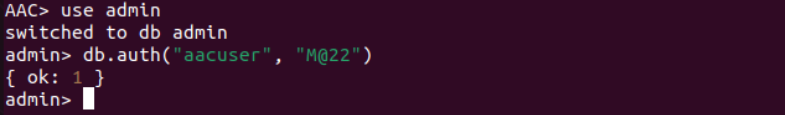 AAC> use admin
switched to db admin
admin> db.auth("aacuser", "M@22")
{ ok: 1 }
admin>